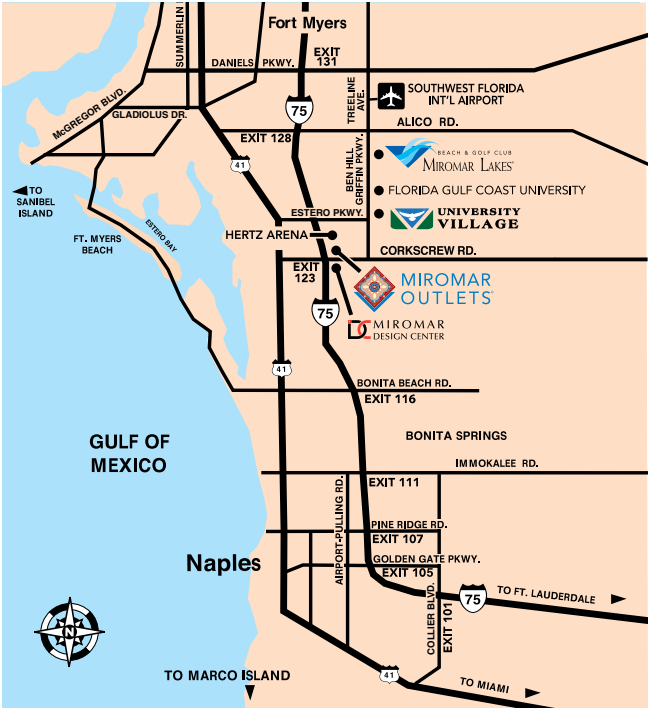 Fort Myers
SUMMERLIN
EXIT
131
DANIELS PKWY.
75
TREELINE
AVE.
SOUTHWEST FLORIDA
INT'L AIRPORT
McGREGOR BLVD.
GLADIOLUS DR.
ALICO RD.
EXIT 128
41
BEN HILL
GRIFFIN PKWY.
BEACH & GOLF CLUB
MIROMAR LAKES®
FLORIDA GULF COAST UNIVERSITY
TO
SANIBEL
ISLAND
ESTERO PKWY.
UNIVERSITY
VILLAGE
HERTZ ARENA
FT. MYERS
BEACH
ESTERO BAY
CORKSCREW RD.
EXIT
123
MIROMAR
OUTLETS®
75
DC MIROMAR
DESIGN CENTER
41
BONITA BEACH RD.
EXIT 116
GULF OF
MEXICO
BONITA SPRINGS
IMMOKALEE RD.
EXIT 111
AIRPORT-PULLING RD.
PINE RIDGE RD.
EXIT 107
Naples
GOLDEN GATE PKWY.
EXIT 105
COLLIER BLVD.
EXIT 101
75
TO FT. LAUDERDALE
N
TO MARCO ISLAND
41
TO MIAMI